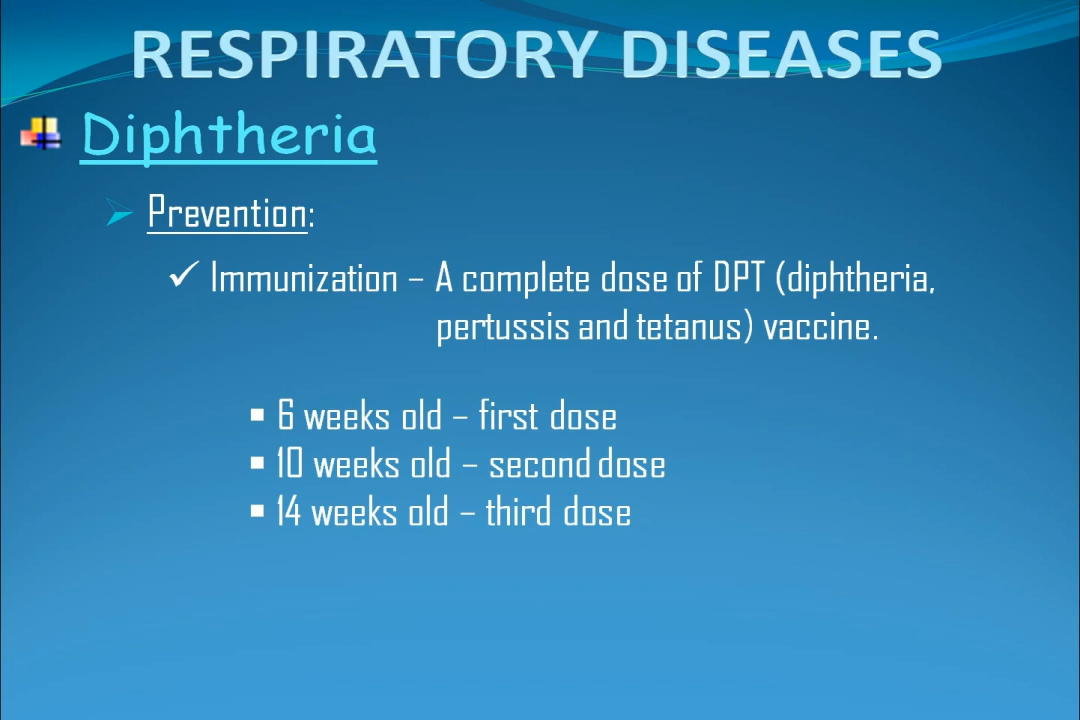 RESPIRATORY DISEASES
Diphtheria
Prevention:
Immunization – A complete dose of DPT (diphtheria,
pertussis and tetanus) vaccine.
6 weeks old – first dose
10 weeks old – second dose
14 weeks old – third dose